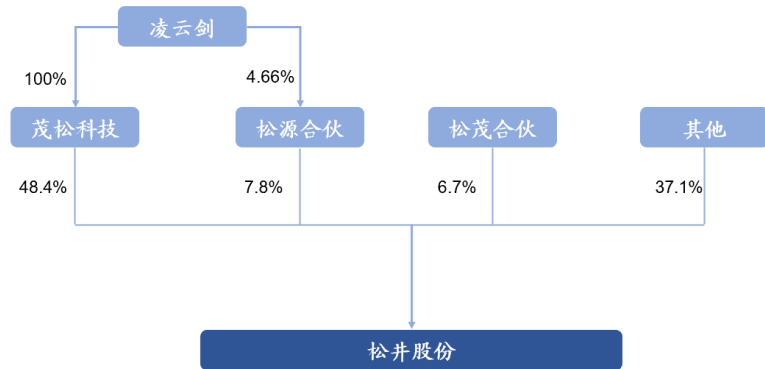 凌云剑
100%
4.66%
茂松科技
松源合伙
松茂合伙
其他
48.4%
7.8%
6.7%
37.1%
松井股份